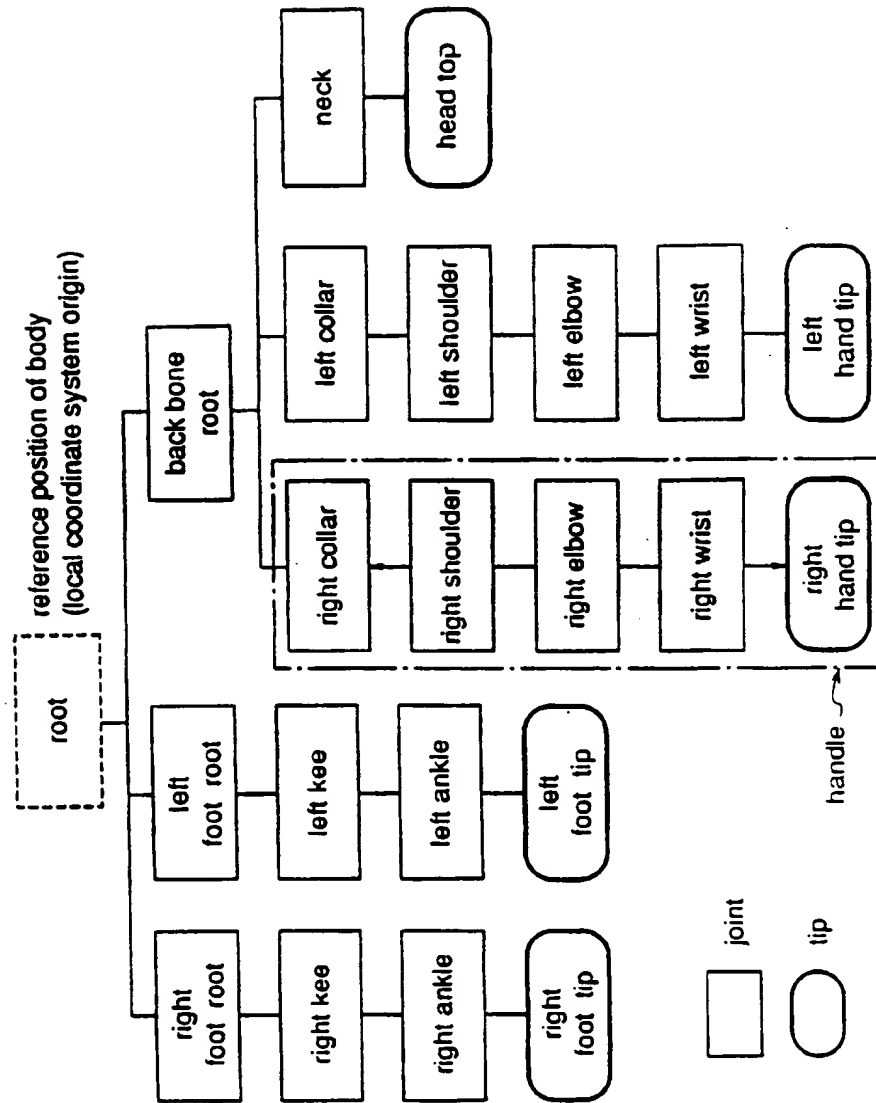 root
reference position of body
(local coordinate system origin)
right
foot root
left
foot root
back bone
root
right kee
left kee
right collar
left collar
neck
right ankle
left ankle
right shoulder
left shoulder
head top
right
foot tip
left
foot tip
right elbow
left elbow
right wrist
left wrist
right
hand tip
left
hand tip
handle
joint
tip